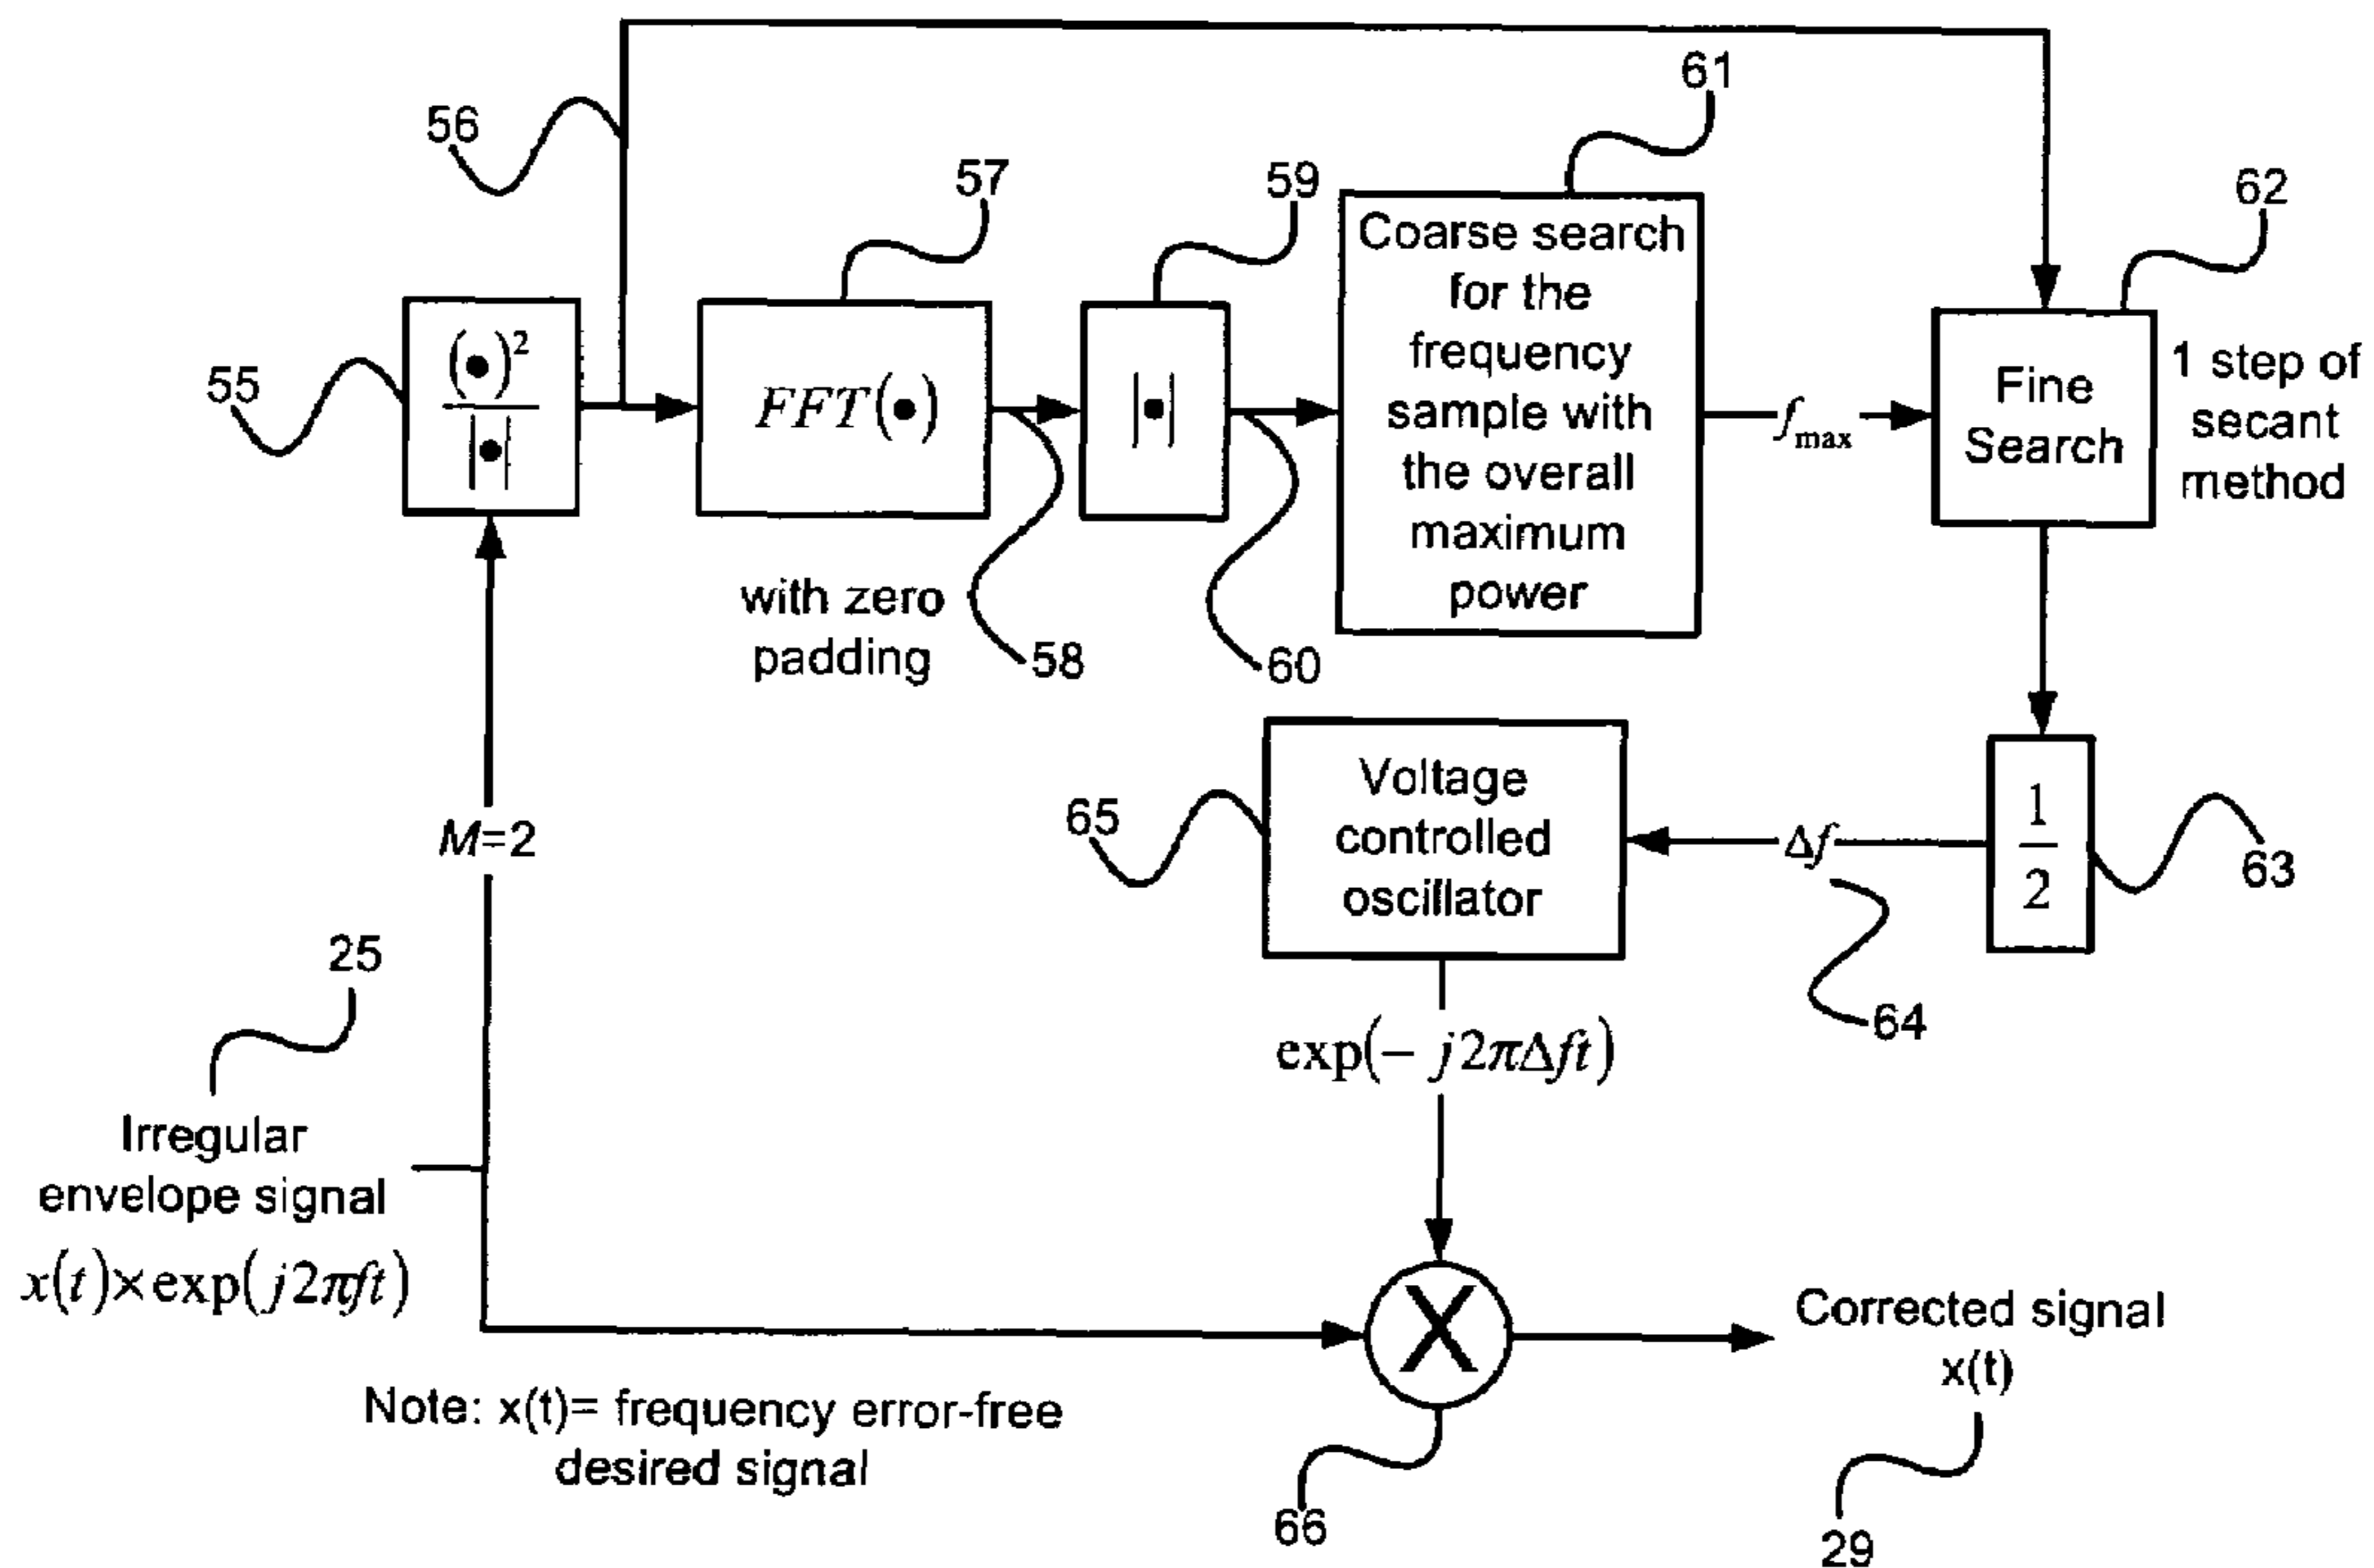 61
56
57
59
62
Coarse search
for the
frequency
sample with
the overall
maximum
power
(•)²
|•|
55
FFT(•)
|•|
f_max
Fine
Search
1 step of
secant
method
with zero
padding
58
60
M=2
65
Voltage
controlled
oscillator
Δf
1
2
63
25
64
exp(− j2πΔft)
Irregular
envelope signal
x(t)×exp(j2πft)
X
Corrected signal
x(t)
Note: x(t)= frequency error-free
desired signal
66
29